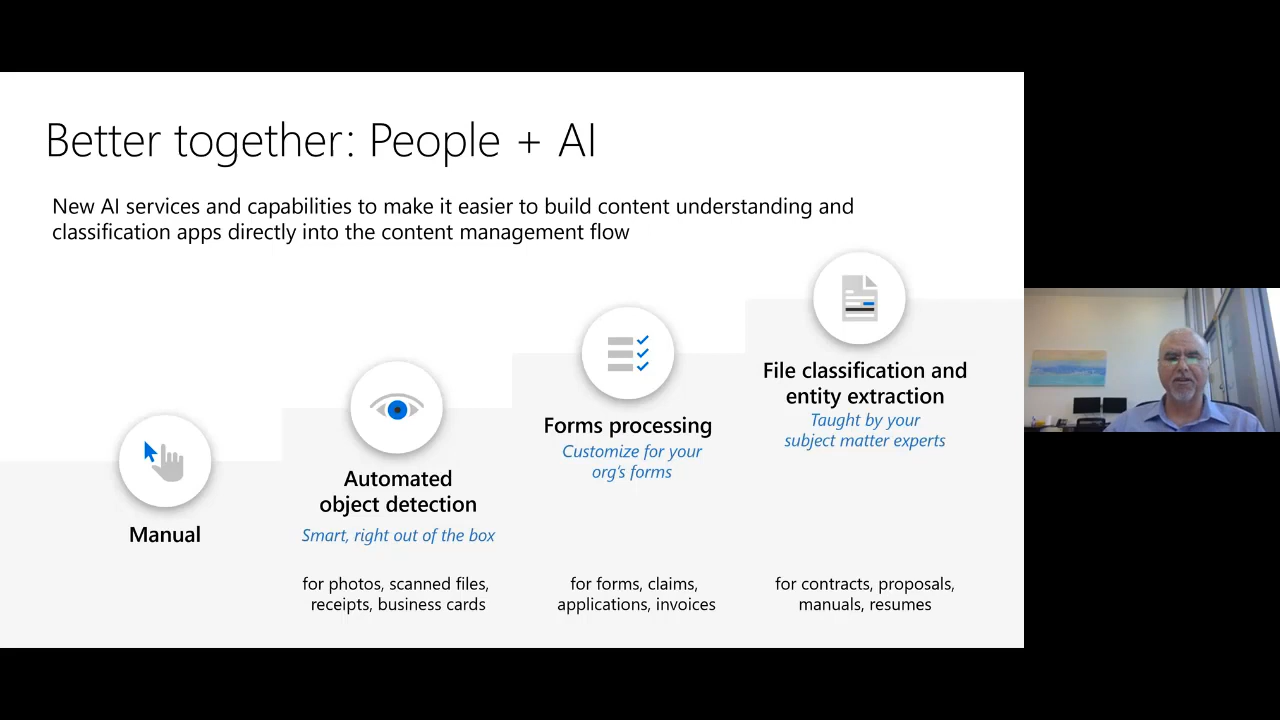 Better together: People + AI
New AI services and capabilities to make it easier to build content understanding and
classification apps directly into the content management flow
Manual
Automated
object detection
Smart, right out of the box
for photos, scanned files,
receipts, business cards
Forms processing
Customize for your
org's forms
for forms, claims,
applications, invoices
File classification and
entity extraction
Taught by your
subject matter experts
for contracts, proposals,
manuals, resumes